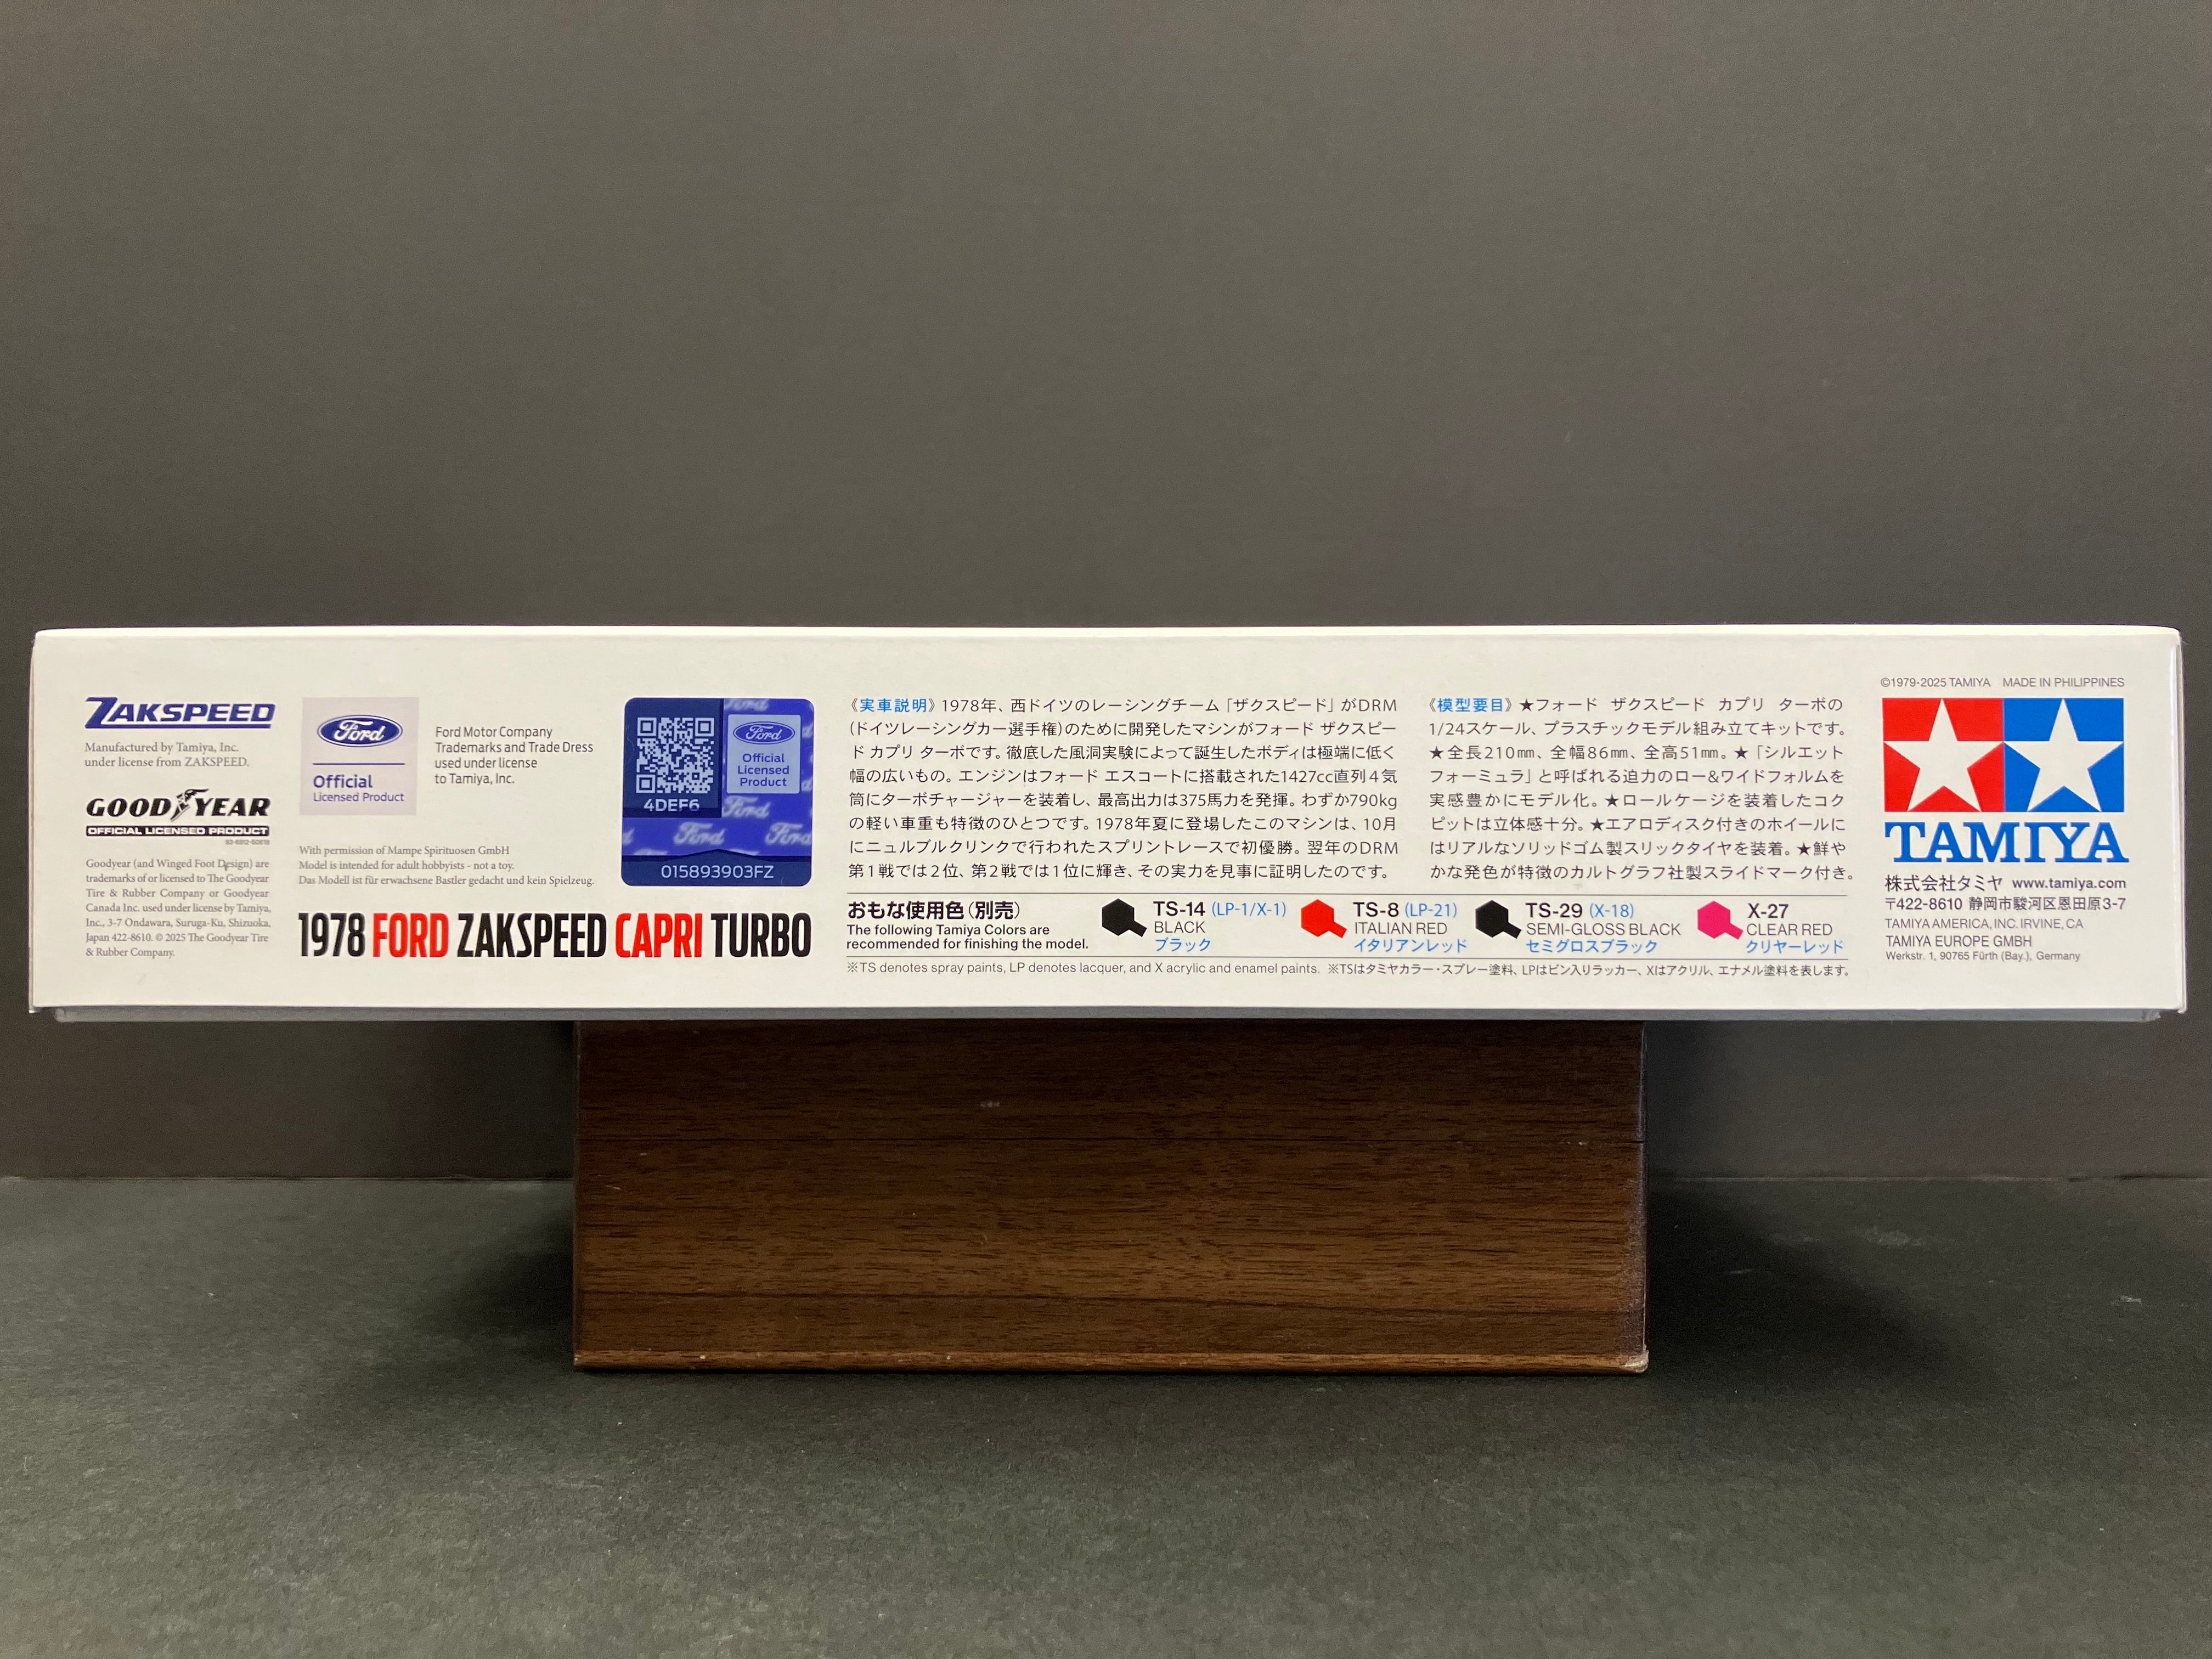 ZAKSPEED
Manufactured by Tamiya, Inc.
under license from ZAKSPEED.
GOODYEAR
OFFICIAL LICENSED PRODUCT
Goodyear (and Winged Foot Design) are
trademarks of or licensed to The Goodyear
Tire & Rubber Company or Goodyear
Canada Inc. used under license by Tamiya,
Inc., 3-7 Ondawara, Suruga-Ku, Shizuoka,
Japan 422-8610. © 2025 The Goodyear Tire
& Rubber Company.
Ford
Official
Licensed Product
Ford Motor Company
Trademarks and Trade Dress
used under license
to Tamiya, Inc.
With permission of Mampe Spirituosen GmbH
Model is intended for adult hobbyists - not a toy.
Das Modell ist für erwachsene Bastler gedacht und kein Spielzeug.
1978 FORD ZAKSPEED CAPRI TURBO
Ford
4DEF6
Ford
Official
Licensed
Product
Ford
Ford
Ford
015893903FZ
《実車説明》1978年、西ドイツのレーシングチーム「ザクスピード」がDRM
(ドイツレーシングカー選手権)のために開発したマシンがフォード ザクスピー
ド カプリ ターボです。徹底した風洞実験によって誕生したボディは極端に低く
幅の広いもの。エンジンはフォード エスコートに搭載された1427cc直列4気
筒にターボチャージャーを装着し、最高出力は375馬力を発揮。わずか790kg
の軽い車重も特徴のひとつです。1978年夏に登場したこのマシンは、10月
にニュルブルクリンクで行われたスプリントレースで初優勝。翌年のDRM
第1戦では2位、第2戦では1位に輝き、その実力を見事に証明したのです。
《模型要目》★フォード ザクスピード カプリ ターボの
1/24スケール、プラスチックモデル組み立てキットです。
★全長210mm、全幅86mm、全高51mm。★「シルエット
フォーミュラ」と呼ばれる迫力のロー&ワイドフォルムを
実感豊かにモデル化。★ロールケージを装着したコク
ピットは立体感十分。★エアロディスク付きのホイールに
はリアルなソリッドゴム製スリックタイヤを装着。★鮮や
かな発色が特徴のカルトグラフ社製スライドマーク付き。
おもな使用色(別売)
The following Tamiya Colors are
recommended for finishing the model.
TS-14 (LP-1/X-1)
BLACK
ブラック
TS-8 (LP-21)
ITALIAN RED
イタリアンレッド
TS-29 (X-18)
SEMI-GLOSS BLACK
セミグロスブラック
X-27
CLEAR RED
クリヤーレッド
※TS denotes spray paints, LP denotes lacquer, and X acrylic and enamel paints. ※TSはタミヤカラー・スプレー塗料、LPはビン入りラッカー、Xはアクリル、エナメル塗料を表します。
©1979・2025 TAMIYA MADE IN PHILIPPINES
TAMIYA
株式会社タミヤ www.tamiya.com
〒422-8610 静岡市駿河区恩田原3-7
TAMIYA AMERICA, INC. IRVINE, CA
TAMIYA EUROPE GMBH
Werkstr. 1, 90765 Fürth (Bay.), Germany